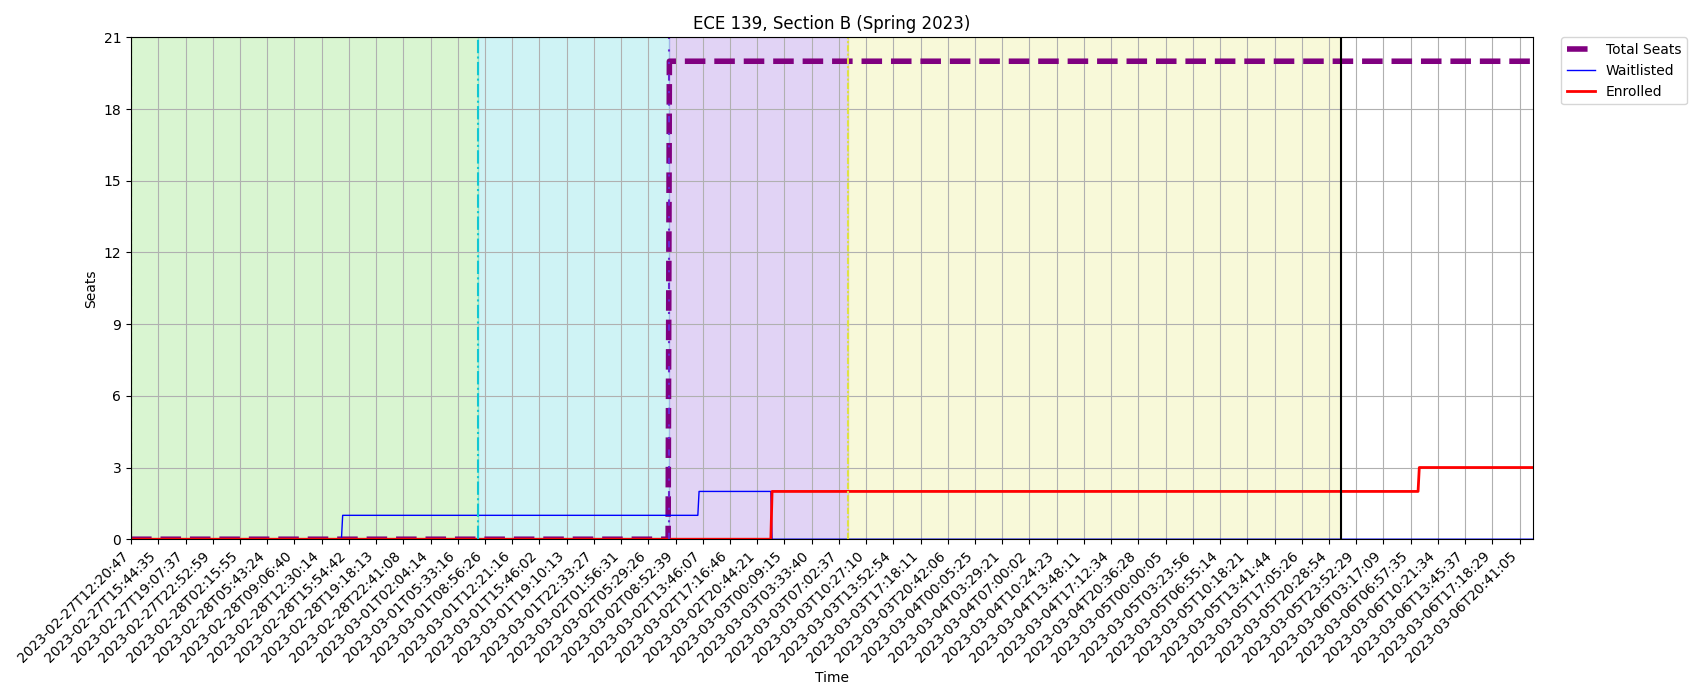 ECE 139, Section B (Spring 2023)
Total Seats
Waitlisted
Enrolled
Seats
21
18
15
12
9
6
3
0
2023-02-27T12:20:47
2023-02-27T15:44:35
2023-02-27T19:07:37
2023-02-27T22:52:59
2023-02-28T02:15:55
2023-02-28T05:43:24
2023-02-28T09:06:40
2023-02-28T12:30:14
2023-02-28T15:54:42
2023-02-28T19:18:13
2023-02-28T22:41:08
2023-03-01T02:04:14
2023-03-01T05:33:16
2023-03-01T08:56:26
2023-03-01T12:21:16
2023-03-01T15:46:02
2023-03-01T19:10:13
2023-03-01T22:33:27
2023-03-02T01:56:31
2023-03-02T05:29:26
2023-03-02T08:52:39
2023-03-02T13:46:07
2023-03-02T17:16:46
2023-03-02T20:44:21
2023-03-03T00:09:15
2023-03-03T03:33:40
2023-03-03T07:02:37
2023-03-03T10:27:10
2023-03-03T13:52:54
2023-03-03T17:18:11
2023-03-03T20:42:06
2023-03-04T00:05:25
2023-03-04T03:29:21
2023-03-04T07:00:02
2023-03-04T10:24:23
2023-03-04T13:48:11
2023-03-04T17:12:34
2023-03-04T20:36:28
2023-03-05T00:00:05
2023-03-05T03:23:56
2023-03-05T06:55:14
2023-03-05T10:18:21
2023-03-05T13:41:44
2023-03-05T17:05:26
2023-03-05T20:28:54
2023-03-05T23:52:29
2023-03-06T03:17:09
2023-03-06T06:57:35
2023-03-06T10:21:34
2023-03-06T13:45:37
2023-03-06T17:18:29
2023-03-06T20:41:05
Time